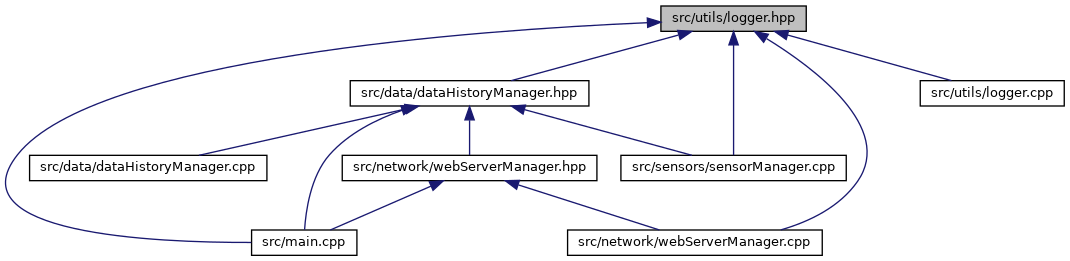 src/utils/logger.hpp
src/data/dataHistoryManager.hpp
src/utils/logger.cpp
src/data/dataHistoryManager.cpp
src/network/webServerManager.hpp
src/sensors/sensorManager.cpp
src/main.cpp
src/network/webServerManager.cpp